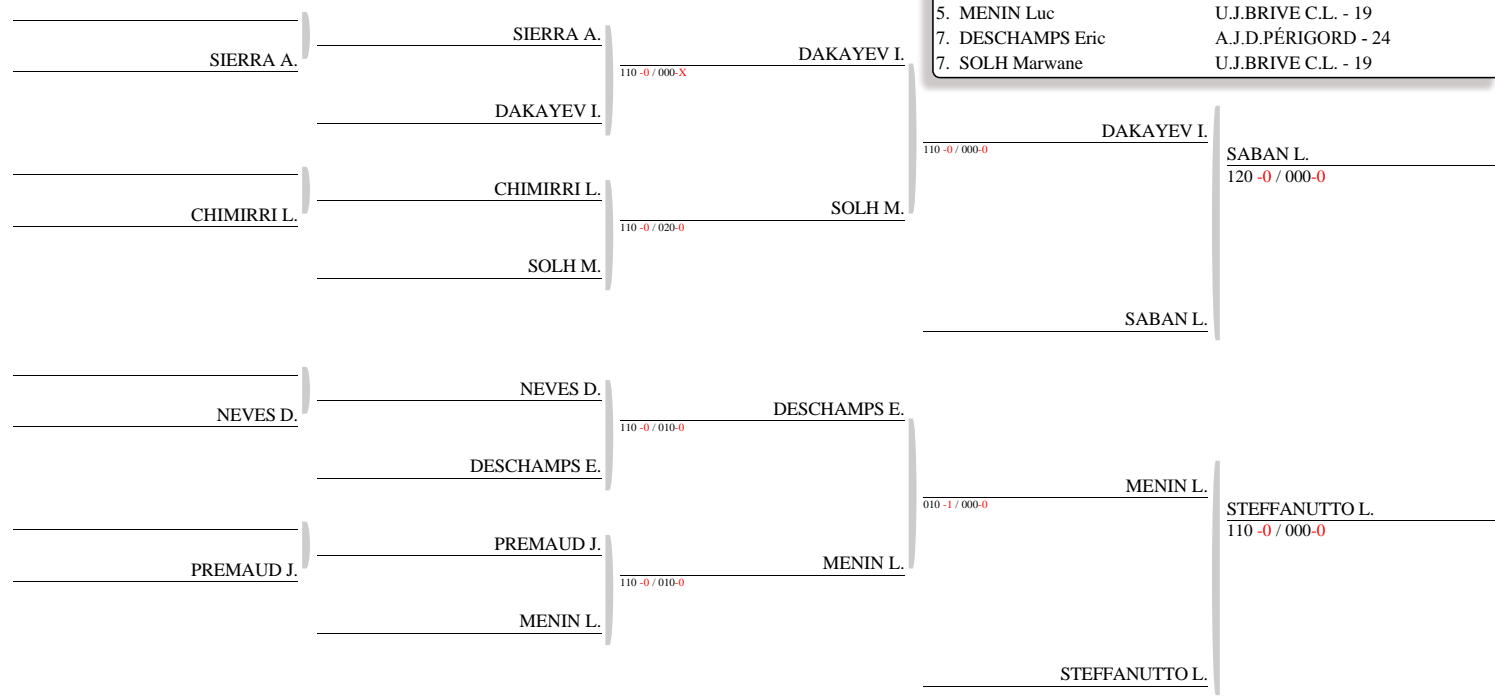 5. MENIN Luc U.J.BRIVE C.L. - 19
7. DESCHAMPS Eric A.J.D.PÉRIGORD - 24
7. SOLH Marwane U.J.BRIVE C.L. - 19
SIERRA A.
SIERRA A.
DAKAYEV I.
110 -0 / 000-X
DAKAYEV I.
DAKAYEV I.
110 -0 / 000-0
SABAN L.
120 -0 / 000-0
CHIMIRRI L.
CHIMIRRI L.
SOLH M.
110 -0 / 020-0
SOLH M.
SABAN L.
NEVES D.
NEVES D.
DESCHAMPS E.
110 -0 / 010-0
DESCHAMPS E.
MENIN L.
010 -1 / 000-0
STEFFANUTTO L.
110 -0 / 000-0
PREMAUD J.
PREMAUD J.
MENIN L.
110 -0 / 010-0
MENIN L.
STEFFANUTTO L.